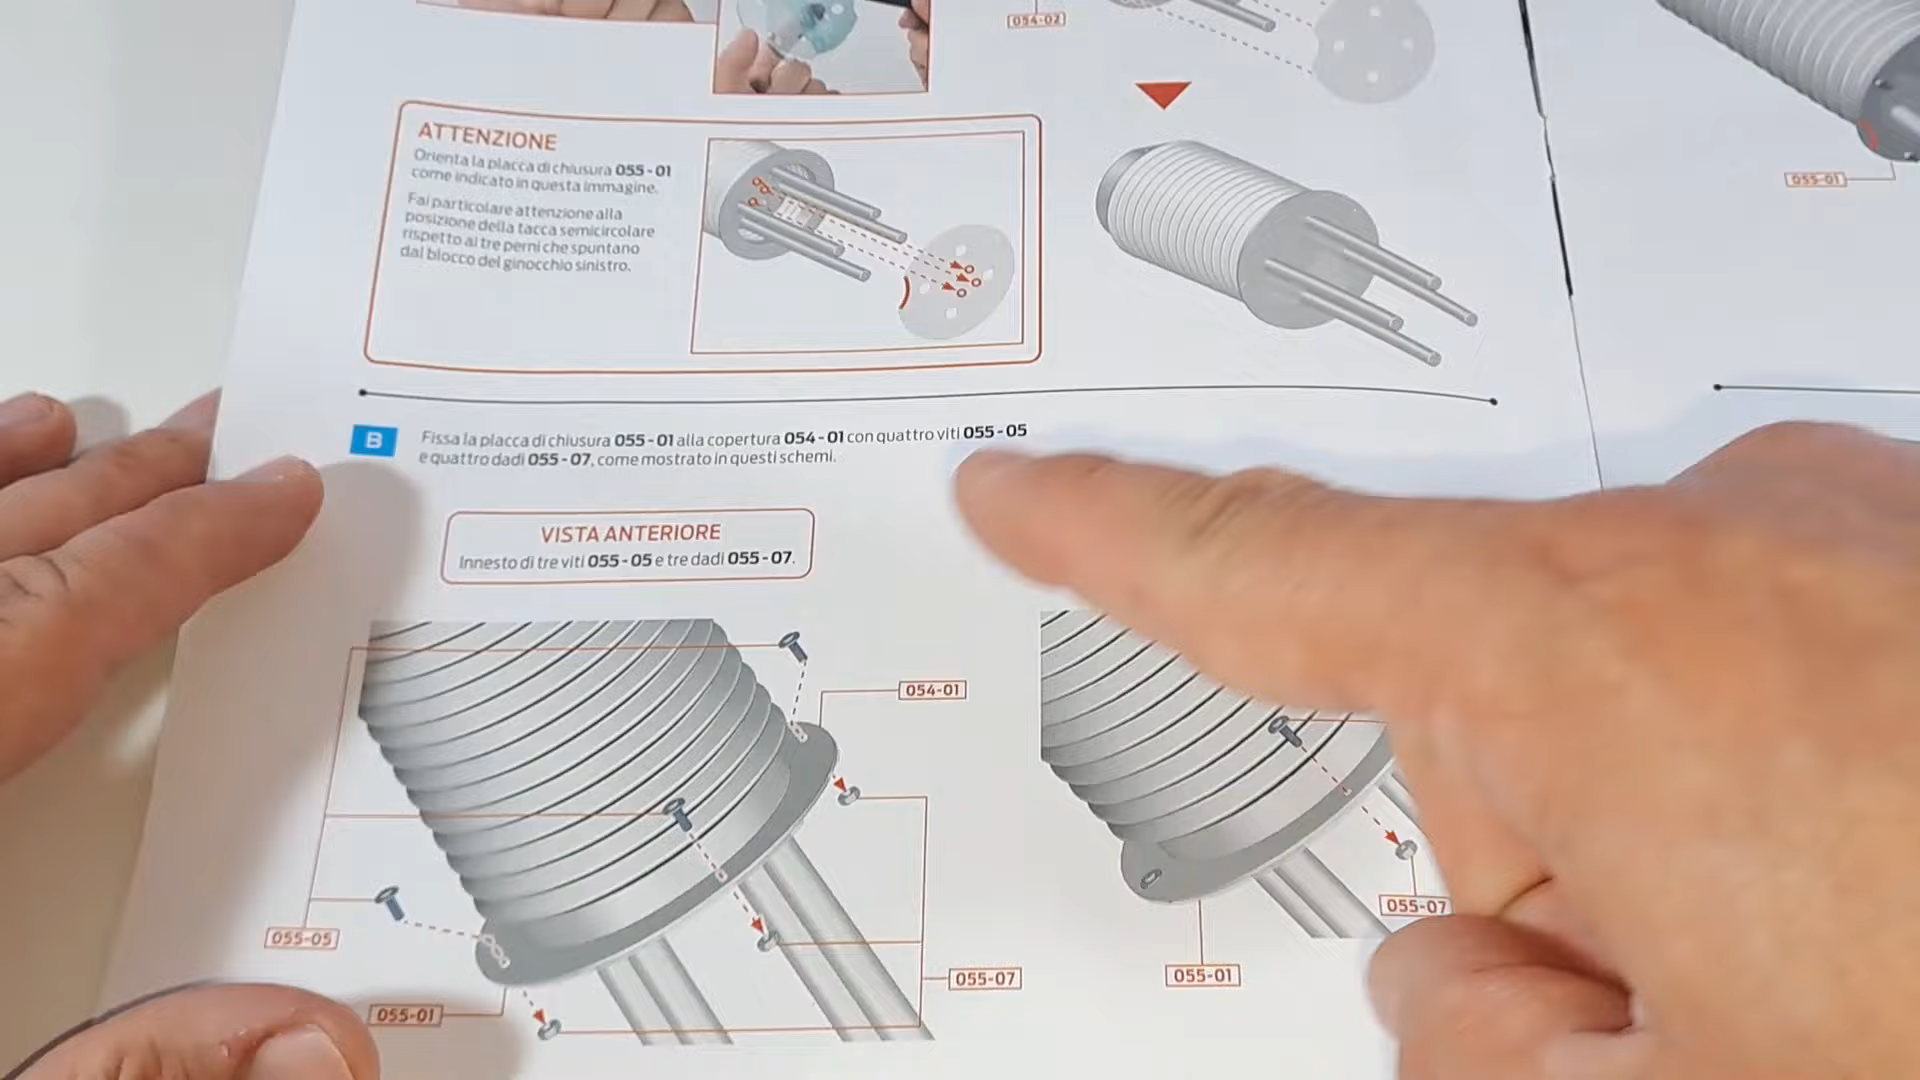 054-02
ATTENZIONE
Orienta la placca di chiusura 055-01
come indicato in questa immagine.
Fai particolare attenzione alla
posizione della tacca semicircolare
rispetto ai tre perni che spuntano
dal blocco del ginocchio sinistro.
055-01
B
Fissa la placca di chiusura 055-01 alla copertura 054-01 con quattro viti 055-05
e quattro dadi 055-07, come mostrato in questi schemi.
VISTA ANTERIORE
Innesto di tre viti 055-05 e tre dadi 055-07.
054-01
055-05
055-07
055-01
055-07
055-01